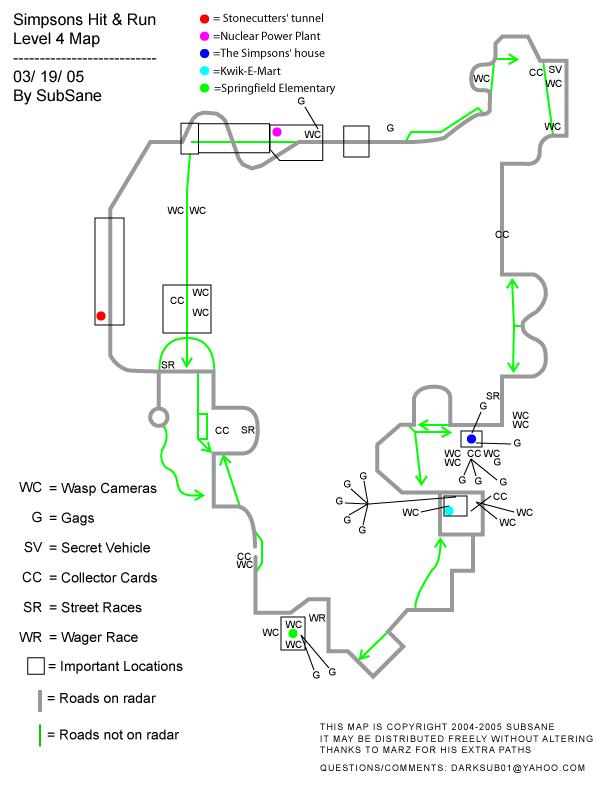 Simpsons Hit & Run
Level 4 Map
---------------------------
03/ 19/ 05
By SubSane
= Stonecutters' tunnel
= Nuclear Power Plant
=The Simpsons' house
= Kwik-E-Mart
=Springfield Elementary
WC
CC
SV
WC
WC
G
WC
G
WC
WC
CC
WC
CC
WC
SR
SR
G
WC
WC
CC
SR
G
WC
CC
WC
WC
G
G
G
G
G
G
G
G
G
CC
WC
WC
WC
CC
WC
WC
WC
WC
WR
G
G
WC = Wasp Cameras
G = Gags
SV = Secret Vehicle
CC = Collector Cards
SR = Street Races
WR = Wager Race
= Important Locations
= Roads on radar
= Roads not on radar
THIS MAP IS COPYRIGHT 2004-2005 SUBSANE
IT MAY BE DISTRIBUTED FREELY WITHOUT ALTERING
THANKS TO MARZ FOR HIS EXTRA PATHS
QUESTIONS/COMMENTS: DARKSUB01@YAHOO.COM